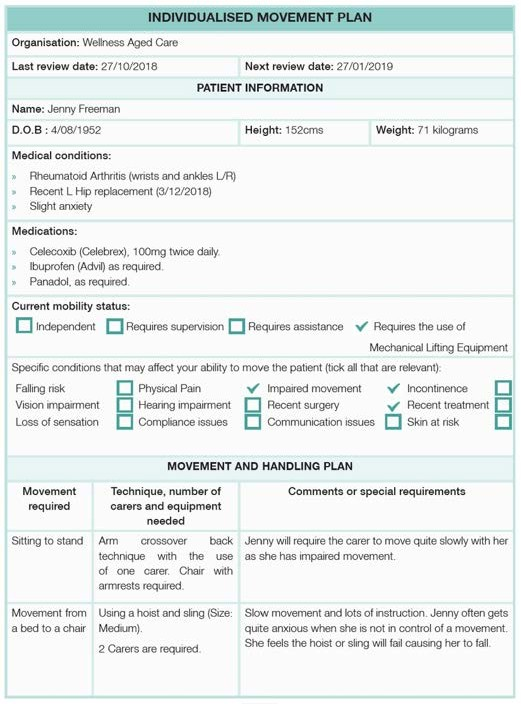 INDIVIDUALISED MOVEMENT PLAN
Organisation: Wellness Aged Care
Last review date: 27/10/2018 Next review date: 27/01/2019
PATIENT INFORMATION
Name: Jenny Freeman
D.O.B : 4/08/1952 Height: 152cms Weight: 71 kilograms
Medical conditions:
» Rheumatoid Arthritis (wrists and ankles L/R)
» Recent L Hip replacement (3/12/2018)
» Slight anxiety
Medications:
» Celecoxib (Celebrex), 100mg twice daily.
» Ibuprofen (Advil) as required.
» Panadol, as required.
Current mobility status:
☐ Independent ☐ Requires supervision ☐ Requires assistance ✓ Requires the use of
Mechanical Lifting Equipment
Specific conditions that may affect your ability to move the patient (tick all that are relevant):
Falling risk ☐ Physical Pain ✓ Impaired movement ✓ Incontinence ☐
Vision impairment ☐ Hearing impairment ☐ Recent surgery ✓ Recent treatment ☐
Loss of sensation ☐ Compliance issues ☐ Communication issues ☐ Skin at risk ☐
MOVEMENT AND HANDLING PLAN
Movement
required
Technique, number of
carers and equipment
needed
Comments or special requirements
Sitting to stand
Arm crossover back
technique with the use
of one carer. Chair with
armrests required.
Jenny will require the carer to move quite slowly with her
as she has impaired movement.
Movement from
a bed to a chair
Using a hoist and sling (Size:
Medium).
2 Carers are required.
Slow movement and lots of instruction. Jenny often gets
quite anxious when she is not in control of a movement.
She feels the hoist or sling will fail causing her to fall.